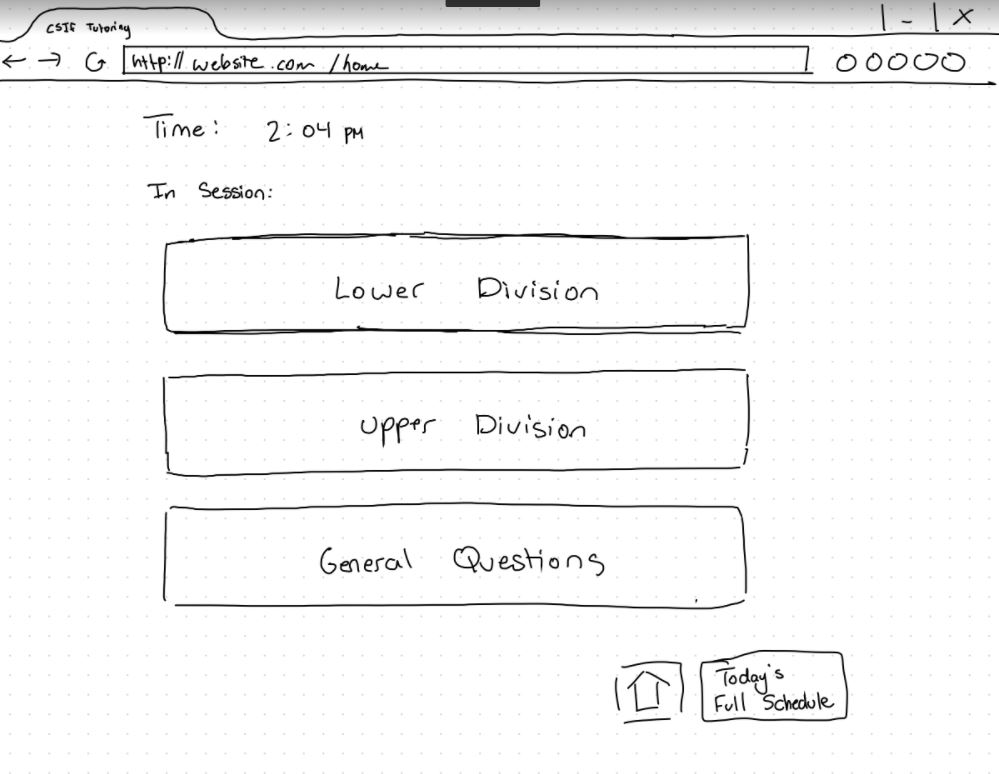 CSIF Tutoring
http://website.com/home
Time: 2:04 PM
In Session:
Lower Division
Upper Division
General Questions
Today's
Full Schedule